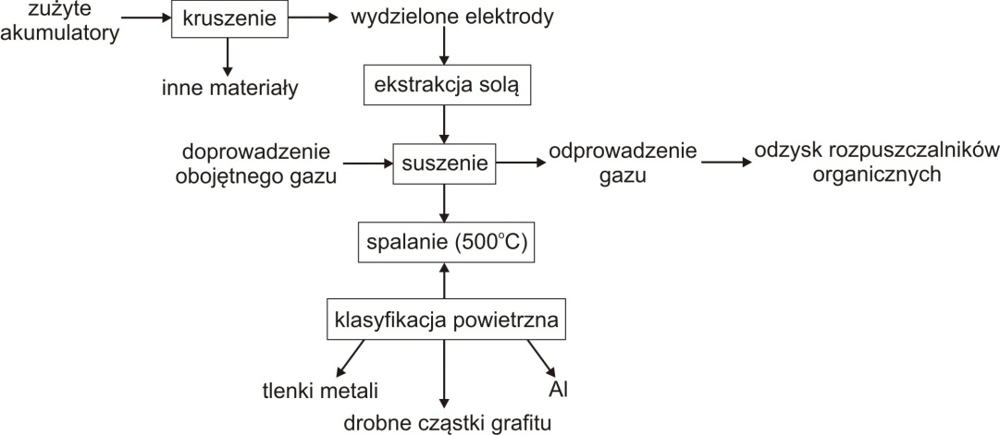 zużyte
akumulatory
kruszenie
wydzielone elektrody
inne materiały
ekstrakcja solą
doprowadzenie
obojętnego gazu
suszenie
odprowadzenie
gazu
odzysk rozpuszczalników
organicznych
spalanie (500°C)
klasyfikacja powietrzna
tlenki metali
Al
drobne cząstki grafitu